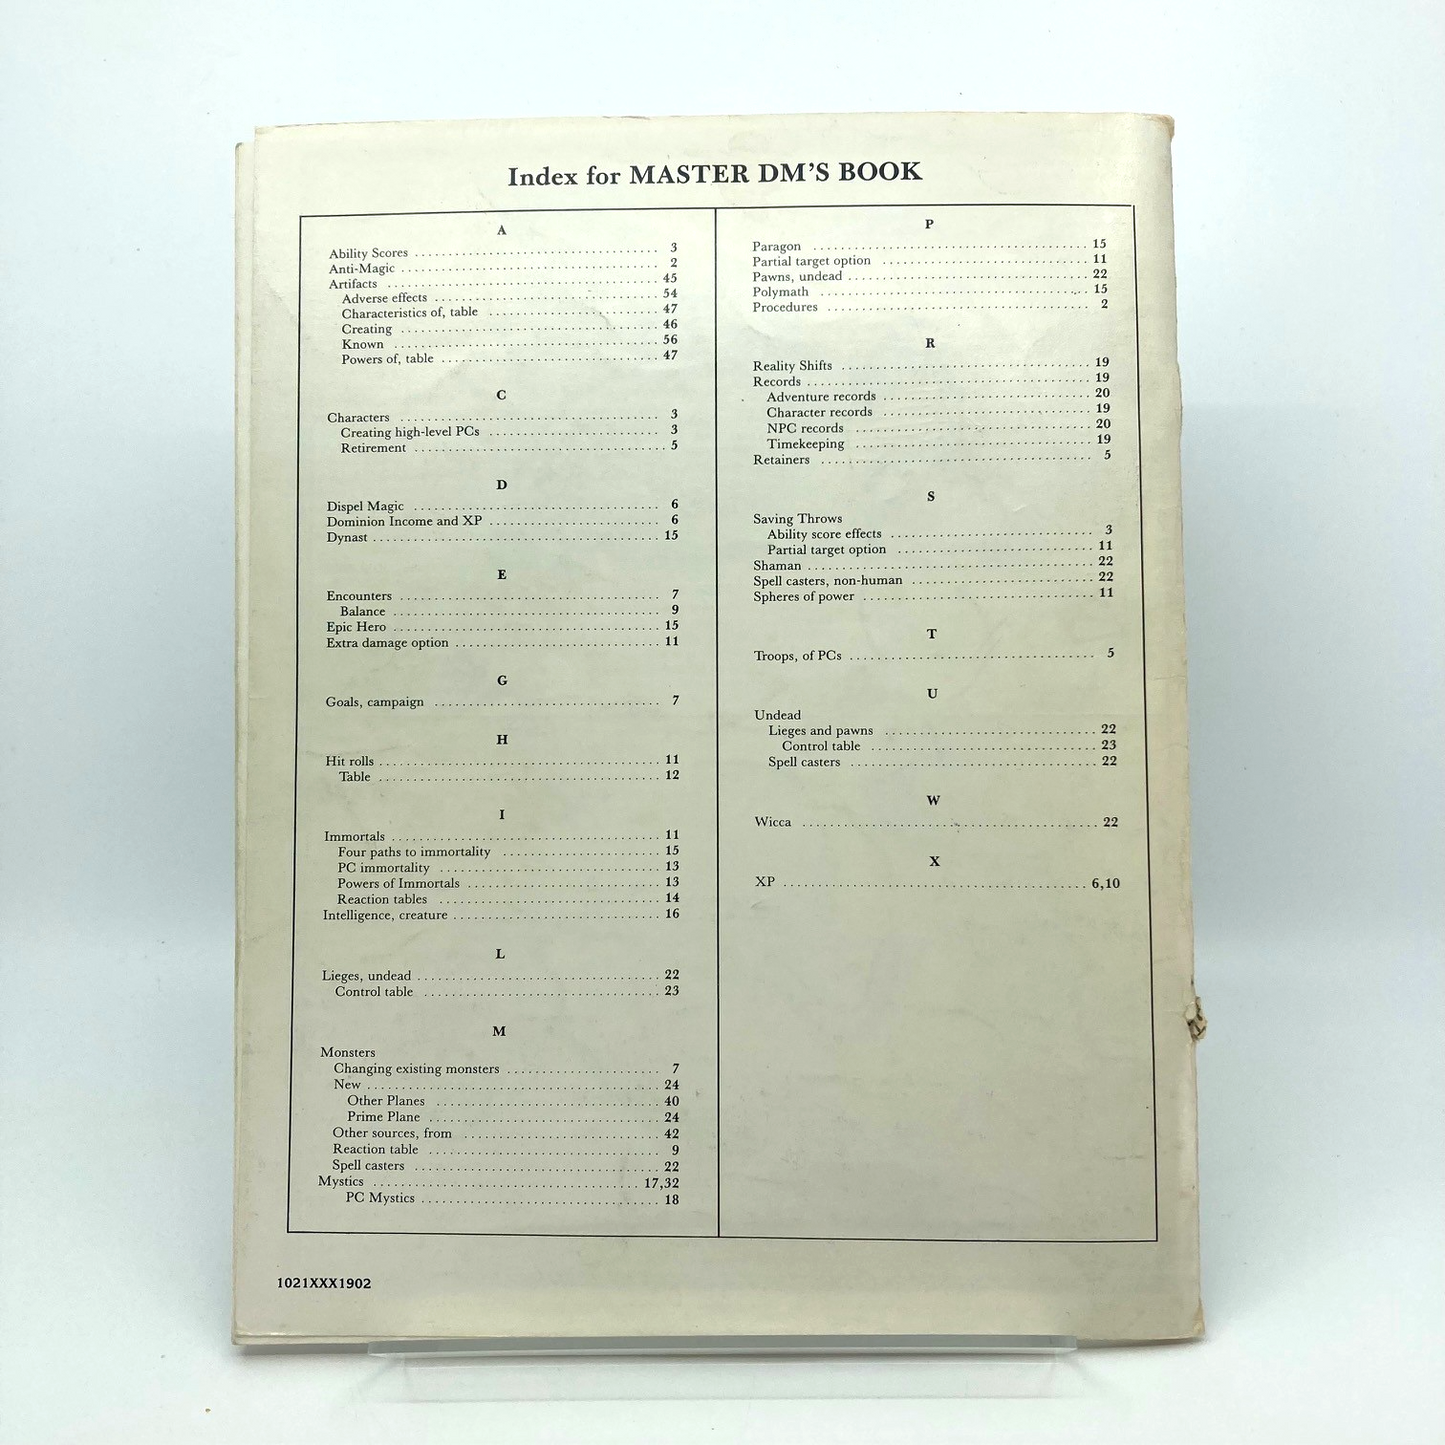 Index for MASTER DM'S BOOK
A
Ability Scores ........ 3
Anti-Magic ........ 2
Artifacts ........ 45
Adverse effects ........ 54
Characteristics of, table ........ 47
Creating ........ 46
Known ........ 56
Powers of, table ........ 47
C
Characters ........ 3
Creating high-level PCs ........ 3
Retirement ........ 5
D
Dispel Magic ........ 6
Dominion Income and XP ........ 6
Dynast ........ 15
E
Encounters ........ 7
Balance ........ 9
Epic Hero ........ 15
Extra damage option ........ 11
G
Goals, campaign ........ 7
H
Hit rolls ........ 11
Table ........ 12
I
Immortals ........ 11
Four paths to immortality ........ 15
PC immortality ........ 13
Powers of Immortals ........ 13
Reaction tables ........ 14
Intelligence, creature ........ 16
L
Lieges, undead ........ 22
Control table ........ 23
M
Monsters
Changing existing monsters ........ 7
New ........ 24
Other Planes ........ 40
Prime Plane ........ 24
Other sources, from ........ 42
Reaction table ........ 9
Spell casters ........ 22
Mystics ........ 17,32
PC Mystics ........ 18
P
Paragon ........ 15
Partial target option ........ 11
Pawns, undead ........ 22
Polymath ........ 15
Procedures ........ 2
R
Reality Shifts ........ 19
Records ........ 19
Adventure records ........ 20
Character records ........ 19
NPC records ........ 20
Timekeeping ........ 19
Retainers ........ 5
S
Saving Throws
Ability score effects ........ 3
Partial target option ........ 11
Shaman ........ 22
Spell casters, non-human ........ 22
Spheres of power ........ 11
T
Troops, of PCs ........ 5
U
Undead
Lieges and pawns ........ 22
Control table ........ 23
Spell casters ........ 22
W
Wicca ........ 22
X
XP ........ 6,10
1021XXX1902